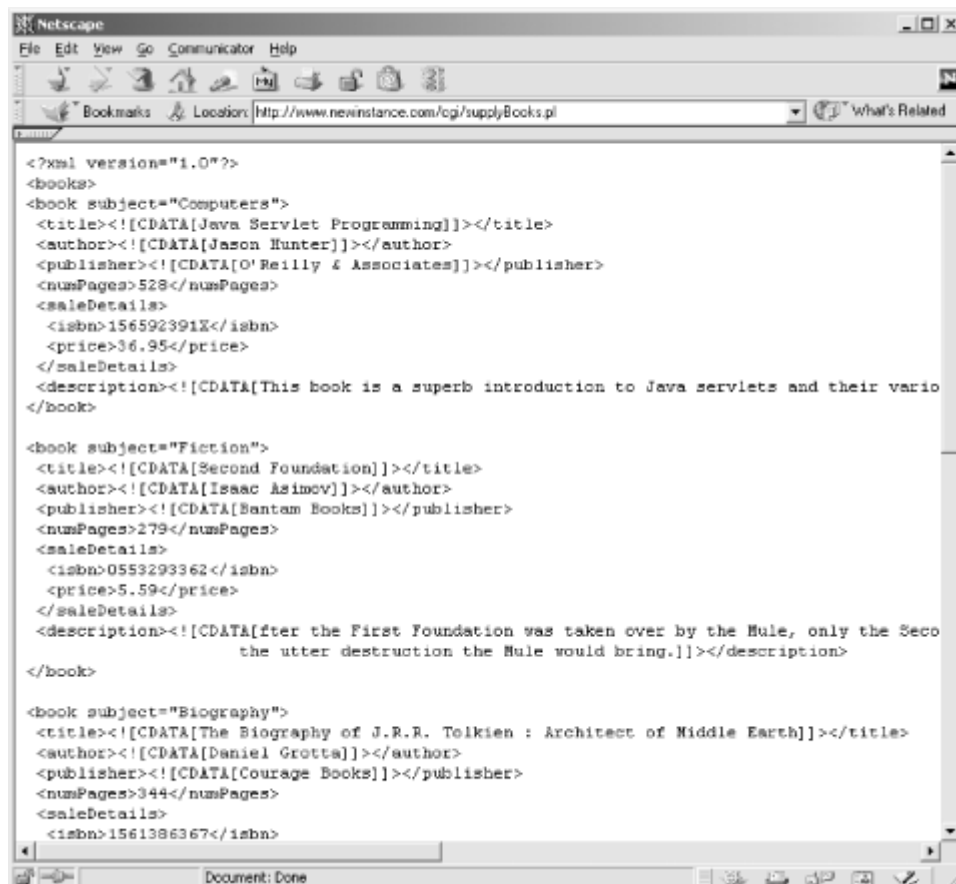 Netscape
File Edit View Go Communicator Help
Bookmarks Location: http://www.newinstance.com/cgi/supplyBooks.pl What's Related
<?xml version="1.0"?>
<books>
<book subject="Computers">
<title><![CDATA[Java Servlet Programming]]></title>
<author><![CDATA[Jason Hunter]]></author>
<publisher><![CDATA[O'Reilly & Associates]]></publisher>
<numPages>528</numPages>
<saleDetails>
<isbn>156592391X</isbn>
<price>36.95</price>
</saleDetails>
<description><![CDATA[This book is a superb introduction to Java servlets and their vario
</book>
<book subject="Fiction">
<title><![CDATA[Second Foundation]]></title>
<author><![CDATA[Isaac Asimov]]></author>
<publisher><![CDATA[Bantam Books]]></publisher>
<numPages>279</numPages>
<saleDetails>
<isbn>0553293362</isbn>
<price>5.59</price>
</saleDetails>
<description><![CDATA[fter the First Foundation was taken over by the Mule, only the Seco
the utter destruction the Mule would bring.]]></description>
</book>
<book subject="Biography">
<title><![CDATA[The Biography of J.R.R. Tolkien : Architect of Middle Earth]]></title>
<author><![CDATA[Daniel Grotta]]></author>
<publisher><![CDATA[Courage Books]]></publisher>
<numPages>344</numPages>
<saleDetails>
<isbn>1561386367</isbn>
Document: Done